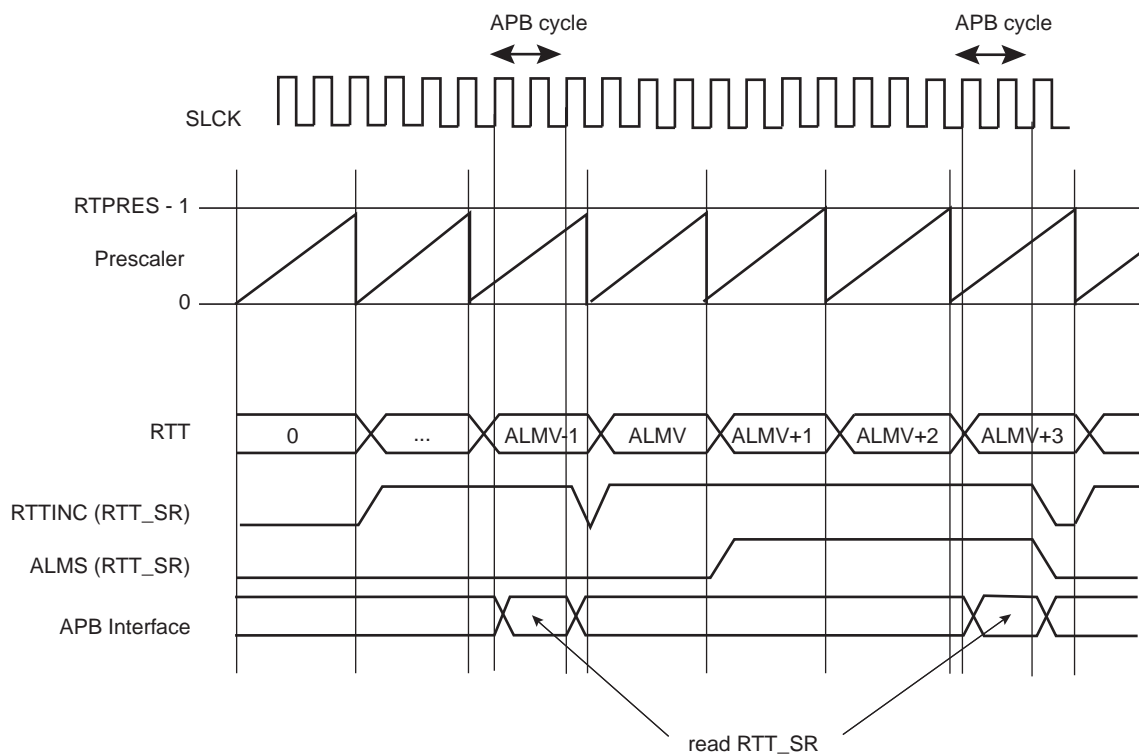 APB cycle APB cycle
SLCK
RTPRES - 1
Prescaler
0
RTT 0 ... ALMV-1 ALMV ALMV+1 ALMV+2 ALMV+3
RTTINC (RTT_SR)
ALMS (RTT_SR)
APB Interface
read RTT_SR